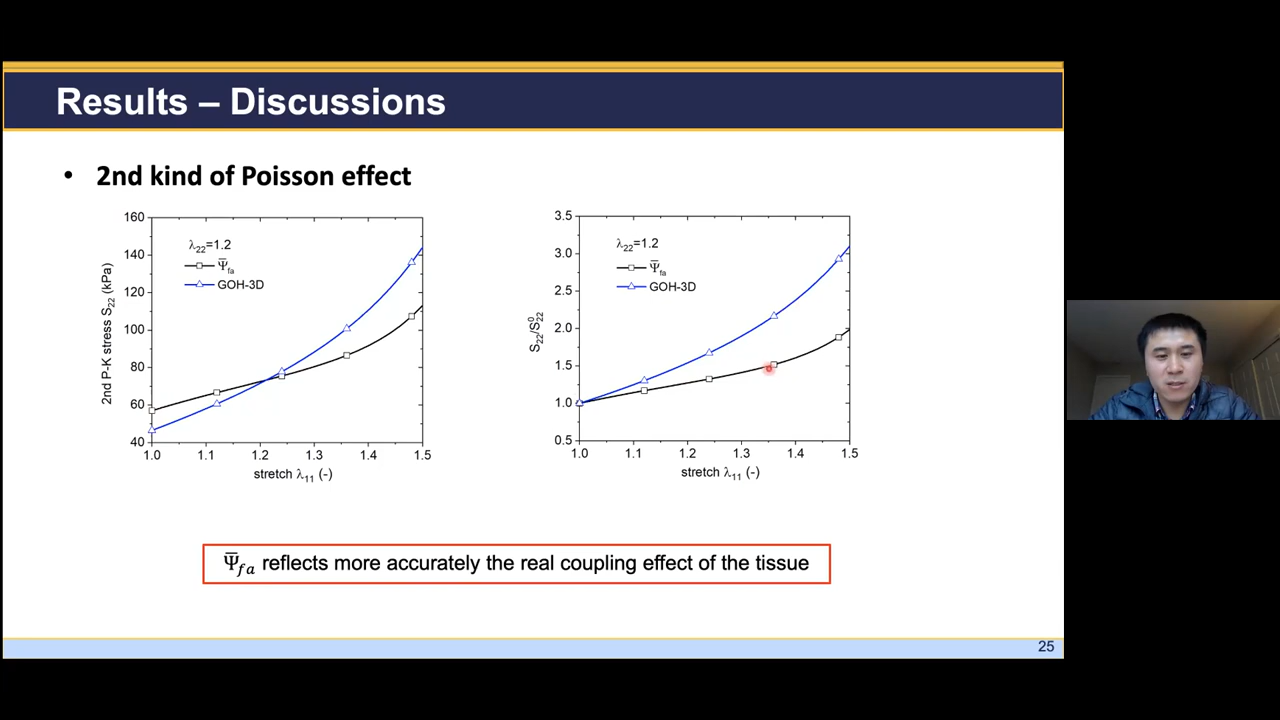 Results – Discussions
• 2nd kind of Poisson effect
160
140
120
100
80
60
40
2nd P-K stress S22 (kPa)
λ22=1.2
Ψ̅fa
GOH-3D
1.0 1.1 1.2 1.3 1.4 1.5
stretch λ11 (-)
3.5
3.0
2.5
2.0
1.5
1.0
0.5
S22/S22^0
λ22=1.2
Ψ̅fa
GOH-3D
1.0 1.1 1.2 1.3 1.4 1.5
stretch λ11 (-)
Ψ̅fa reflects more accurately the real coupling effect of the tissue
25